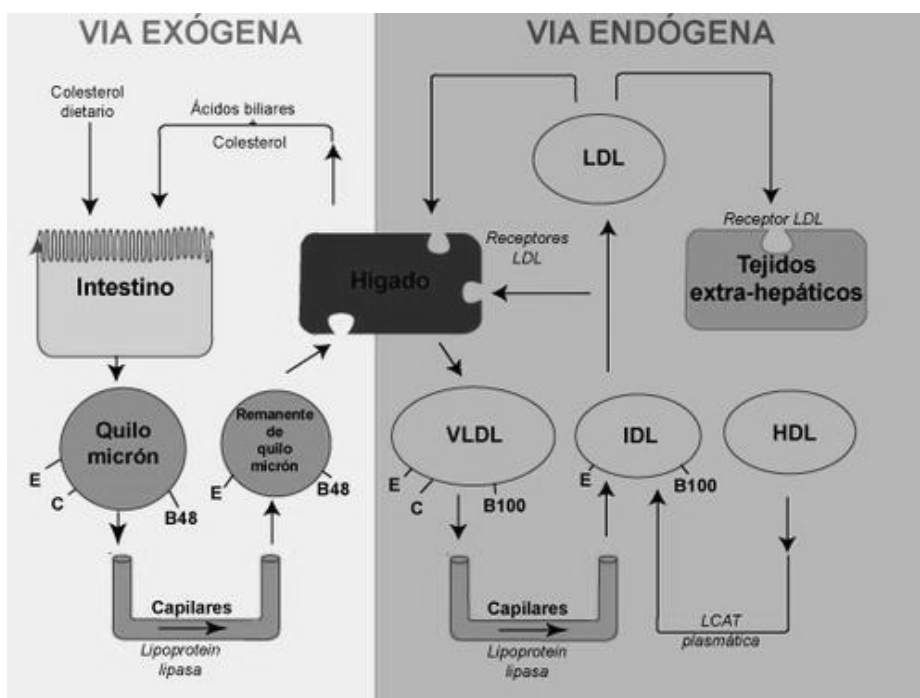 VIA EXÓGENA
VIA ENDÓGENA
Colesterol
dietario
Ácidos biliares
Colesterol
LDL
Receptores
LDL
Receptor LDL
Intestino
Higado
Tejidos
extra-hepáticos
Quilo
micrón
E
C
B48
Remanente
de
quilo
micrón
E
B48
VLDL
E
C
B100
IDL
E
B100
HDL
Capilares
Lipoprotein
lipasa
Capilares
Lipoprotein
lipasa
LCAT
plasmática